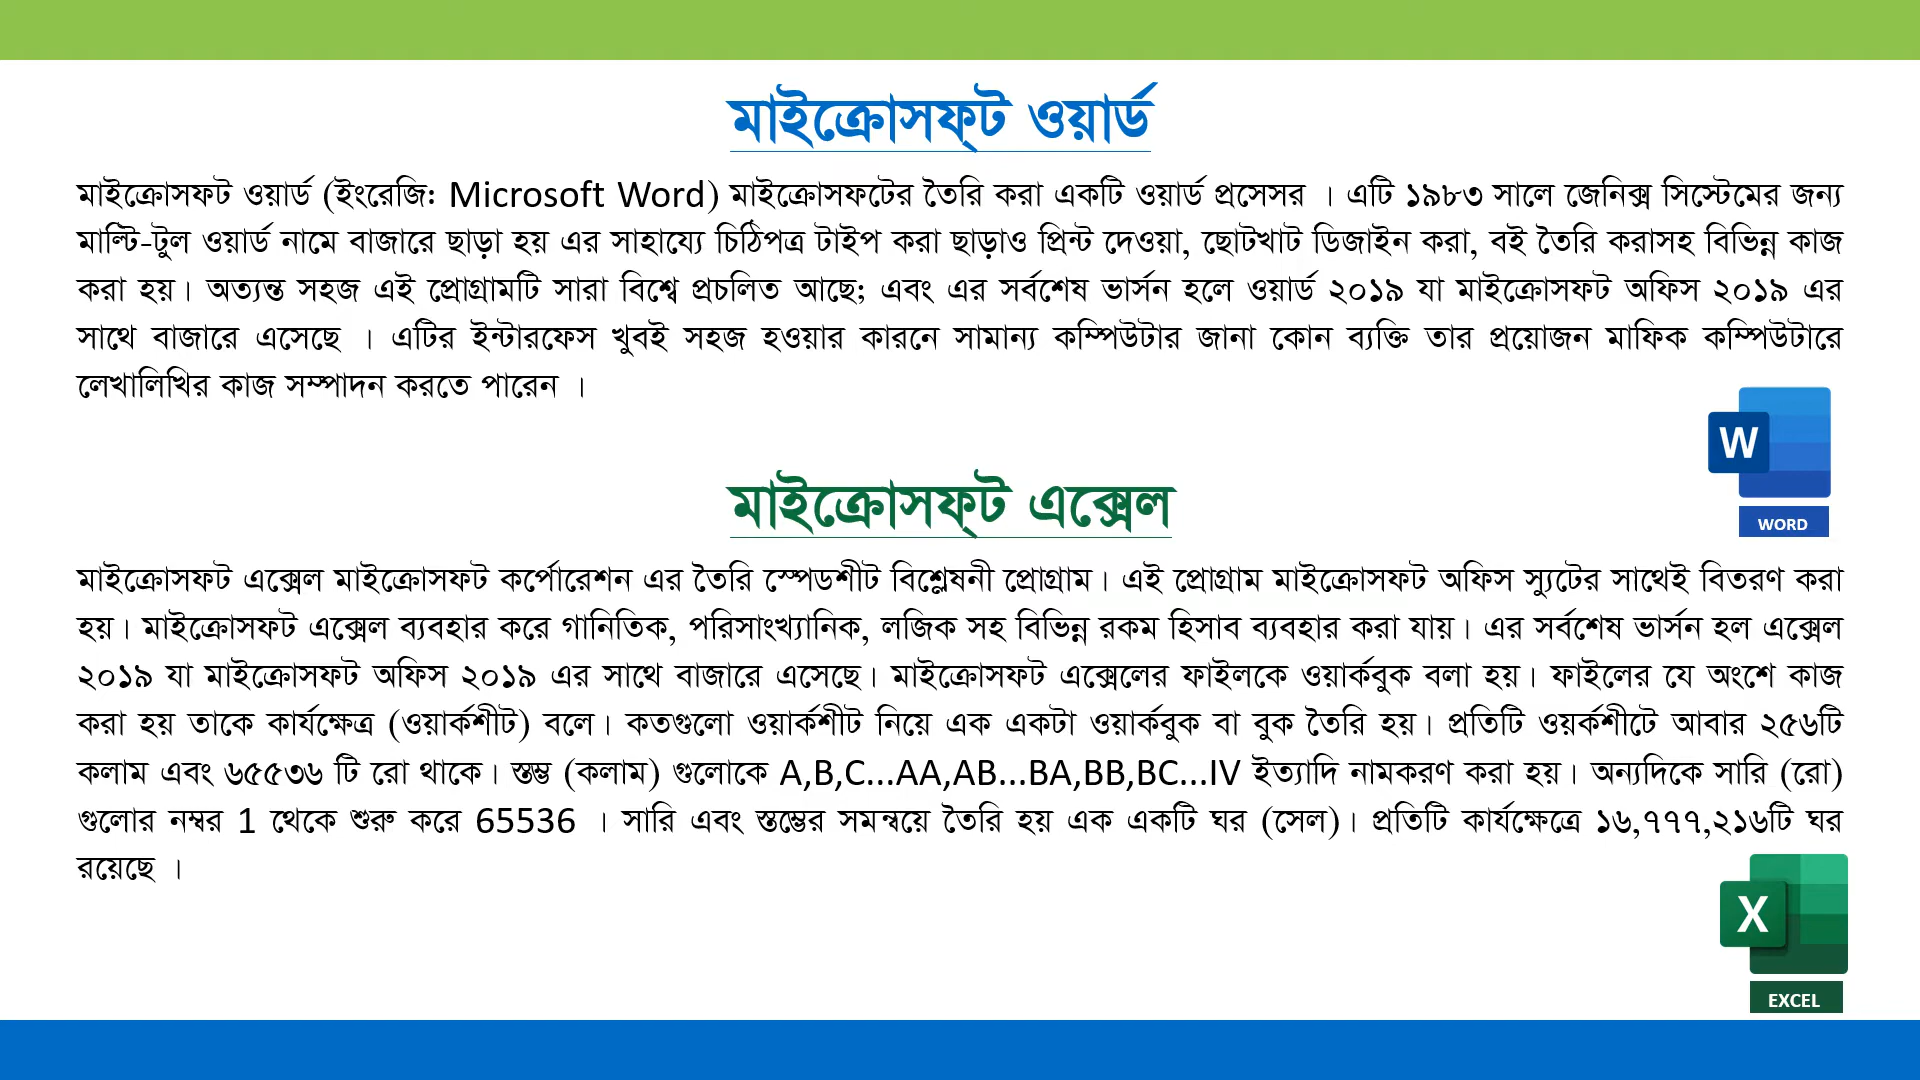 মাইক্রোসফ্‌ট ওয়ার্ড
মাইক্রোসফট ওয়ার্ড (ইংরেজি: Microsoft Word) মাইক্রোসফটের তৈরি করা একটি ওয়ার্ড প্রসেসর । এটি ১৯৮৩ সালে জেনিক্স সিস্টেমের জন্য
মাল্টি-টুল ওয়ার্ড নামে বাজারে ছাড়া হয় এর সাহায্যে চিঠিপত্র টাইপ করা ছাড়াও প্রিন্ট দেওয়া, ছোটখাট ডিজাইন করা, বই তৈরি করাসহ বিভিন্ন কাজ
করা হয়। অত্যন্ত সহজ এই প্রোগ্রামটি সারা বিশ্বে প্রচলিত আছে; এবং এর সর্বশেষ ভার্সন হলে ওয়ার্ড ২০১৯ যা মাইক্রোসফট অফিস ২০১৯ এর
সাথে বাজারে এসেছে । এটির ইন্টারফেস খুবই সহজ হওয়ার কারনে সামান্য কম্পিউটার জানা কোন ব্যক্তি তার প্রয়োজন মাফিক কম্পিউটারে
লেখালিখির কাজ সম্পাদন করতে পারেন ।
W
WORD
মাইক্রোসফ্‌ট এক্সেল
মাইক্রোসফট এক্সেল মাইক্রোসফট কর্পোরেশন এর তৈরি স্পেডশীট বিশ্লেষনী প্রোগ্রাম। এই প্রোগ্রাম মাইক্রোসফট অফিস স্যুটের সাথেই বিতরণ করা
হয়। মাইক্রোসফট এক্সেল ব্যবহার করে গানিতিক, পরিসাংখ্যানিক, লজিক সহ বিভিন্ন রকম হিসাব ব্যবহার করা যায়। এর সর্বশেষ ভার্সন হল এক্সেল
২০১৯ যা মাইক্রোসফট অফিস ২০১৯ এর সাথে বাজারে এসেছে। মাইক্রোসফট এক্সেলের ফাইলকে ওয়ার্কবুক বলা হয়। ফাইলের যে অংশে কাজ
করা হয় তাকে কার্যক্ষেত্র (ওয়ার্কশীট) বলে। কতগুলো ওয়ার্কশীট নিয়ে এক একটা ওয়ার্কবুক বা বুক তৈরি হয়। প্রতিটি ওয়র্কশীটে আবার ২৫৬টি
কলাম এবং ৬৫৫৩৬ টি রো থাকে। স্তম্ভ (কলাম) গুলোকে A,B,C...AA,AB...BA,BB,BC...IV ইত্যাদি নামকরণ করা হয়। অন্যদিকে সারি (রো)
গুলোর নম্বর 1 থেকে শুরু করে 65536 । সারি এবং স্তম্ভের সমন্বয়ে তৈরি হয় এক একটি ঘর (সেল)। প্রতিটি কার্যক্ষেত্রে ১৬,৭৭৭,২১৬টি ঘর
রয়েছে ।
X
EXCEL